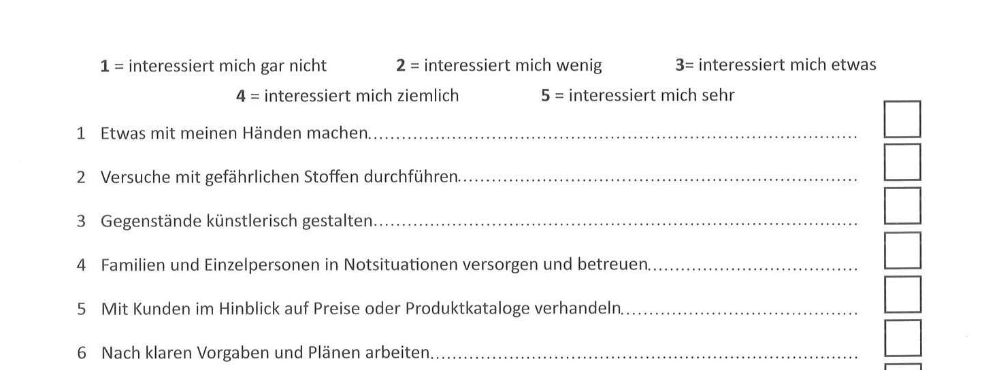 1 = interessiert mich gar nicht 2 = interessiert mich wenig 3= interessiert mich etwas
4 = interessiert mich ziemlich 5 = interessiert mich sehr
1 Etwas mit meinen Händen machen........................................................................................
2 Versuche mit gefährlichen Stoffen durchführen.......................................................................
3 Gegenstände künstlerisch gestalten.......................................................................................
4 Familien und Einzelpersonen in Notsituationen versorgen und betreuen.....................................
5 Mit Kunden im Hinblick auf Preise oder Produktkataloge verhandeln..........................................
6 Nach klaren Vorgaben und Plänen arbeiten............................................................................